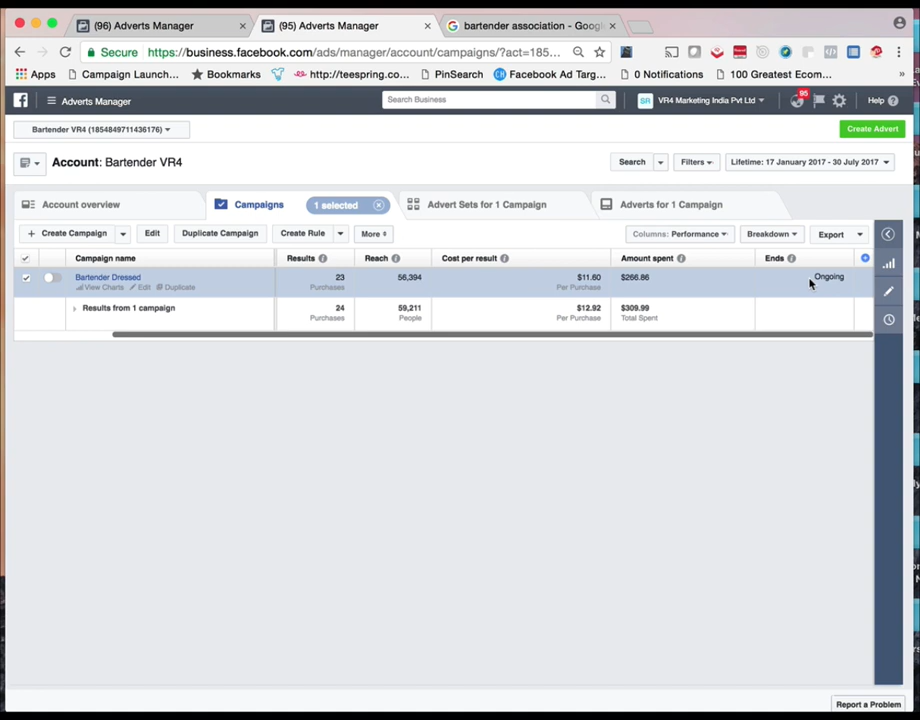 (96) Adverts Manager
(95) Adverts Manager
bartender association - Goog
Secure https://business.facebook.com/ads/manager/account/campaigns/?act=185...
Apps Campaign Launch... Bookmarks http://teespring.co... PinSearch Facebook Ad Targ... 0 Notifications 100 Greatest Ecom...
Adverts Manager Search Business SR VR4 Marketing India Pvt Ltd 95 Help
Bartender VR4 (1854849711436176) Create Advert
Account: Bartender VR4 Search Filters Lifetime: 17 January 2017 - 30 July 2017
Account overview Campaigns 1 selected Advert Sets for 1 Campaign Adverts for 1 Campaign
+ Create Campaign Edit Duplicate Campaign Create Rule More Columns: Performance Breakdown Export
Campaign name Results Reach Cost per result Amount spent Ends
Bartender Dressed 23 56,394 $11.60 $266.86 Ongoing
View Charts Edit Duplicate Purchases Per Purchase
Results from 1 campaign 24 59,211 $12.92 $309.99
Purchases People Per Purchase Total Spent
Report a Problem